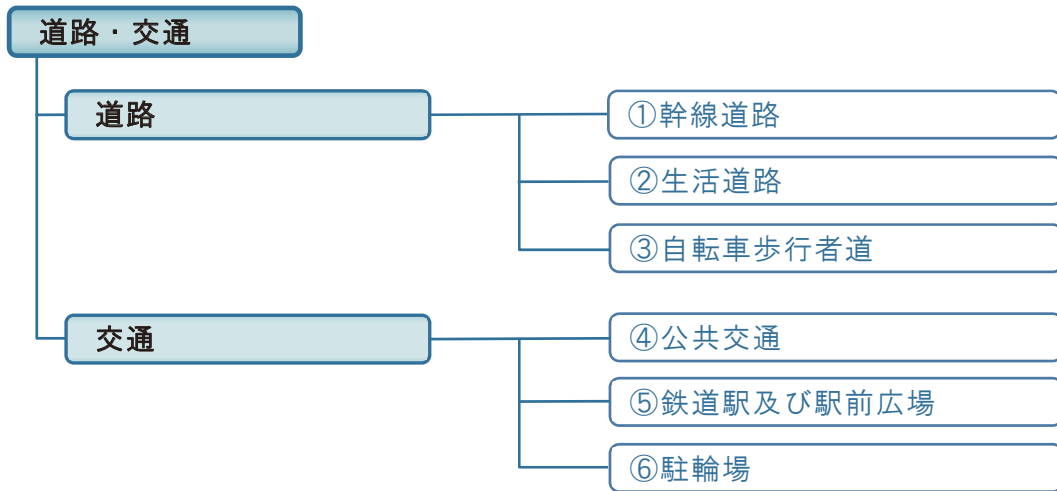 道路・交通
道路
①幹線道路
②生活道路
③自転車歩行者道
交通
④公共交通
⑤鉄道駅及び駅前広場
⑥駐輪場